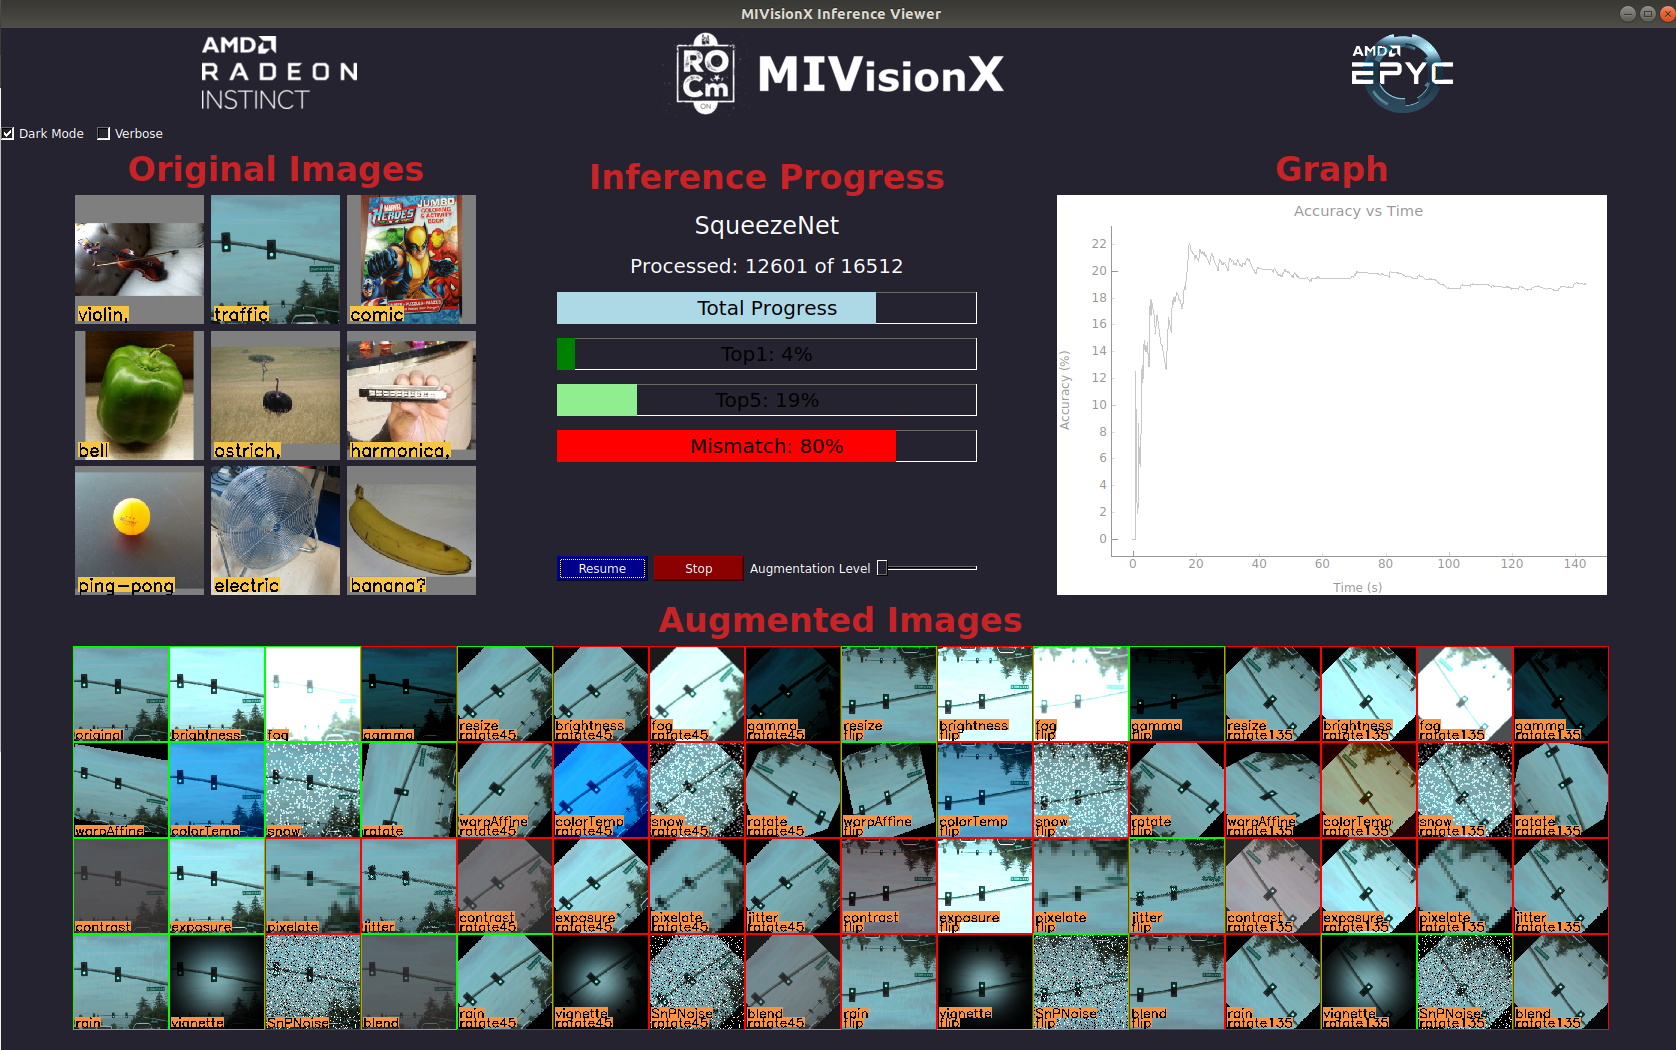 MIVisionX Inference Viewer
AMD
RADEON
INSTINCT
ROCm
ON
MIVisionX
AMD
EPYC
Dark Mode
Verbose
Original Images
Inference Progress
Graph
violin,
traffic
MARVEL HEROES
JUMBO
COLORING & ACTIVITY BOOK
comic
bell
ostrich,
harmonica,
ping-pong
electric
banana?
SqueezeNet
Processed: 12601 of 16512
Total Progress
Top1: 4%
Top5: 19%
Mismatch: 80%
Resume
Stop
Augmentation Level
Accuracy vs Time
Accuracy (%)
22
20
18
16
14
12
10
8
6
4
2
0
0 20 40 60 80 100 120 140
Time (s)
Augmented Images
original brightness fog gamma resize rotate45 brightness rotate45 fog rotate45 gamma rotate45 resize flip brightness flip fog flip gamma flip resize rotate135 brightness rotate135 fog rotate135 gamma rotate135
warpAffine colorTemp snow rotate warpAffine rotate45 colorTemp rotate45 snow rotate45 rotate rotate45 warpAffine flip colorTemp flip snow flip rotate flip warpAffine rotate135 colorTemp rotate135 snow rotate135 rotate rotate135
contrast exposure pixelate jitter contrast rotate45 exposure rotate45 pixelate rotate45 jitter rotate45 contrast flip exposure flip pixelate flip jitter flip contrast rotate135 exposure rotate135 pixelate rotate135 jitter rotate135
rain vignette SnPNoise blend rain rotate45 vignette rotate45 SnPNoise rotate45 blend rotate45 rain flip vignette flip SnPNoise flip blend flip rain rotate135 vignette rotate135 SnPNoise rotate135 blend rotate135